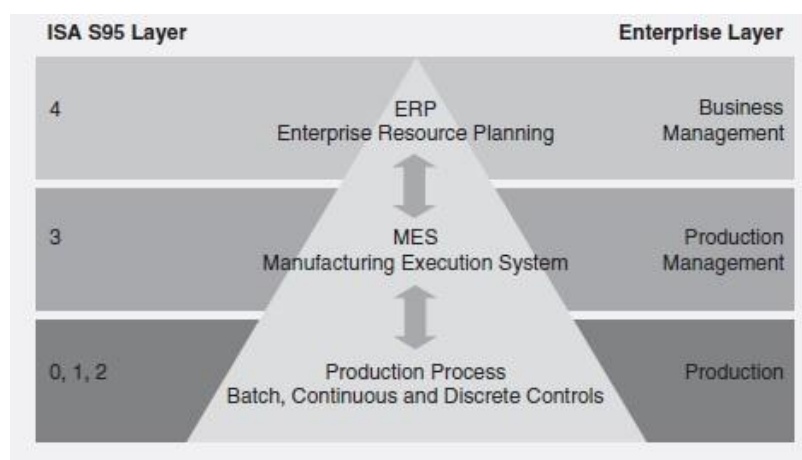 ISA S95 Layer
Enterprise Layer
4
ERP
Enterprise Resource Planning
Business
Management
3
MES
Manufacturing Execution System
Production
Management
0, 1, 2
Production Process
Batch, Continuous and Discrete Controls
Production